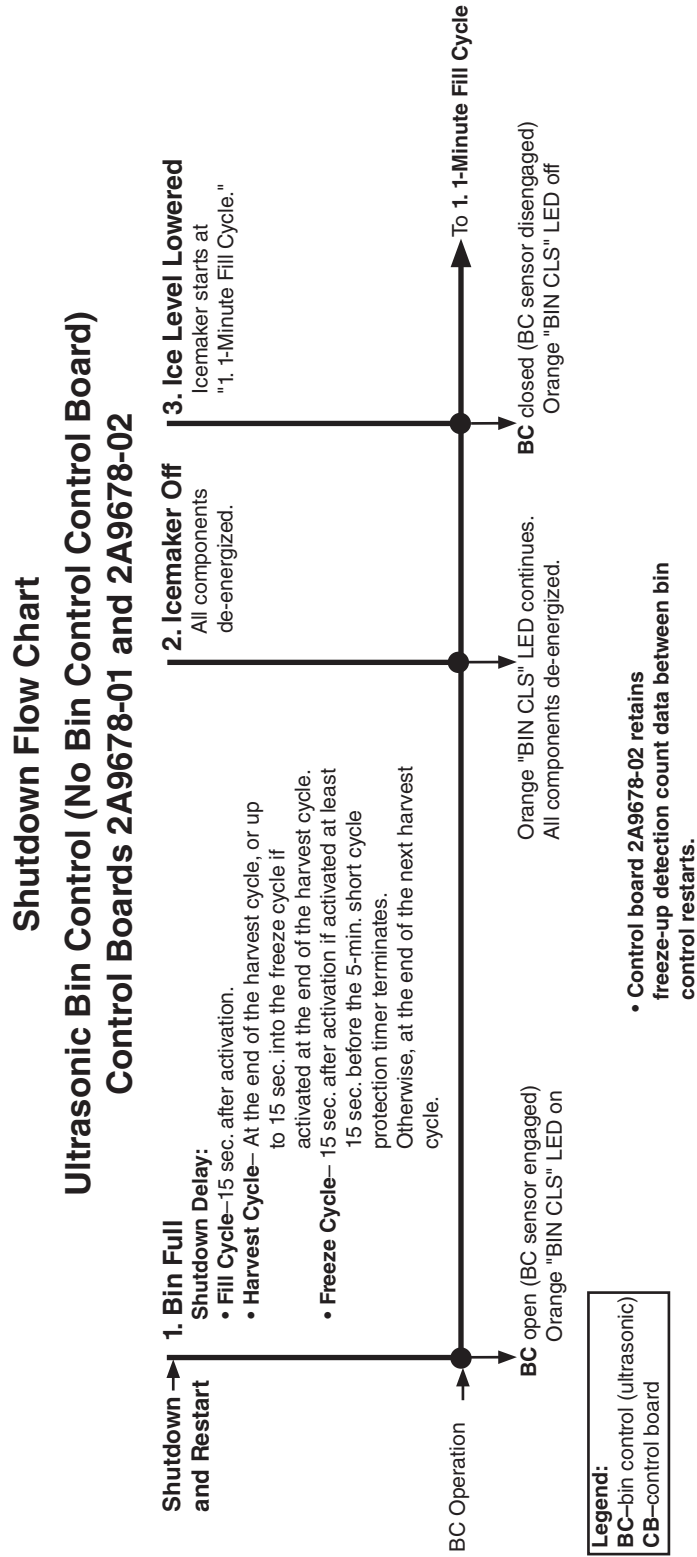 Shutdown Flow Chart
Ultrasonic Bin Control (No Bin Control Control Board)
Control Boards 2A9678-01 and 2A9678-02
Shutdown
and Restart
1. Bin Full
Shutdown Delay:
• Fill Cycle–15 sec. after activation.
• Harvest Cycle– At the end of the harvest cycle, or up
to 15 sec. into the freeze cycle if
activated at the end of the harvest cycle.
• Freeze Cycle– 15 sec. after activation if activated at least
15 sec. before the 5-min. short cycle
protection timer terminates.
Otherwise, at the end of the next harvest
cycle.
2. Icemaker Off
All components
de-energized.
3. Ice Level Lowered
Icemaker starts at
"1. 1-Minute Fill Cycle."
BC Operation
To 1. 1-Minute Fill Cycle
BC open (BC sensor engaged)
Orange "BIN CLS" LED on
Orange "BIN CLS" LED continues.
All components de-energized.
BC closed (BC sensor disengaged)
Orange "BIN CLS" LED off
• Control board 2A9678-02 retains
freeze-up detection count data between bin
control restarts.
Legend:
BC–bin control (ultrasonic)
CB–control board